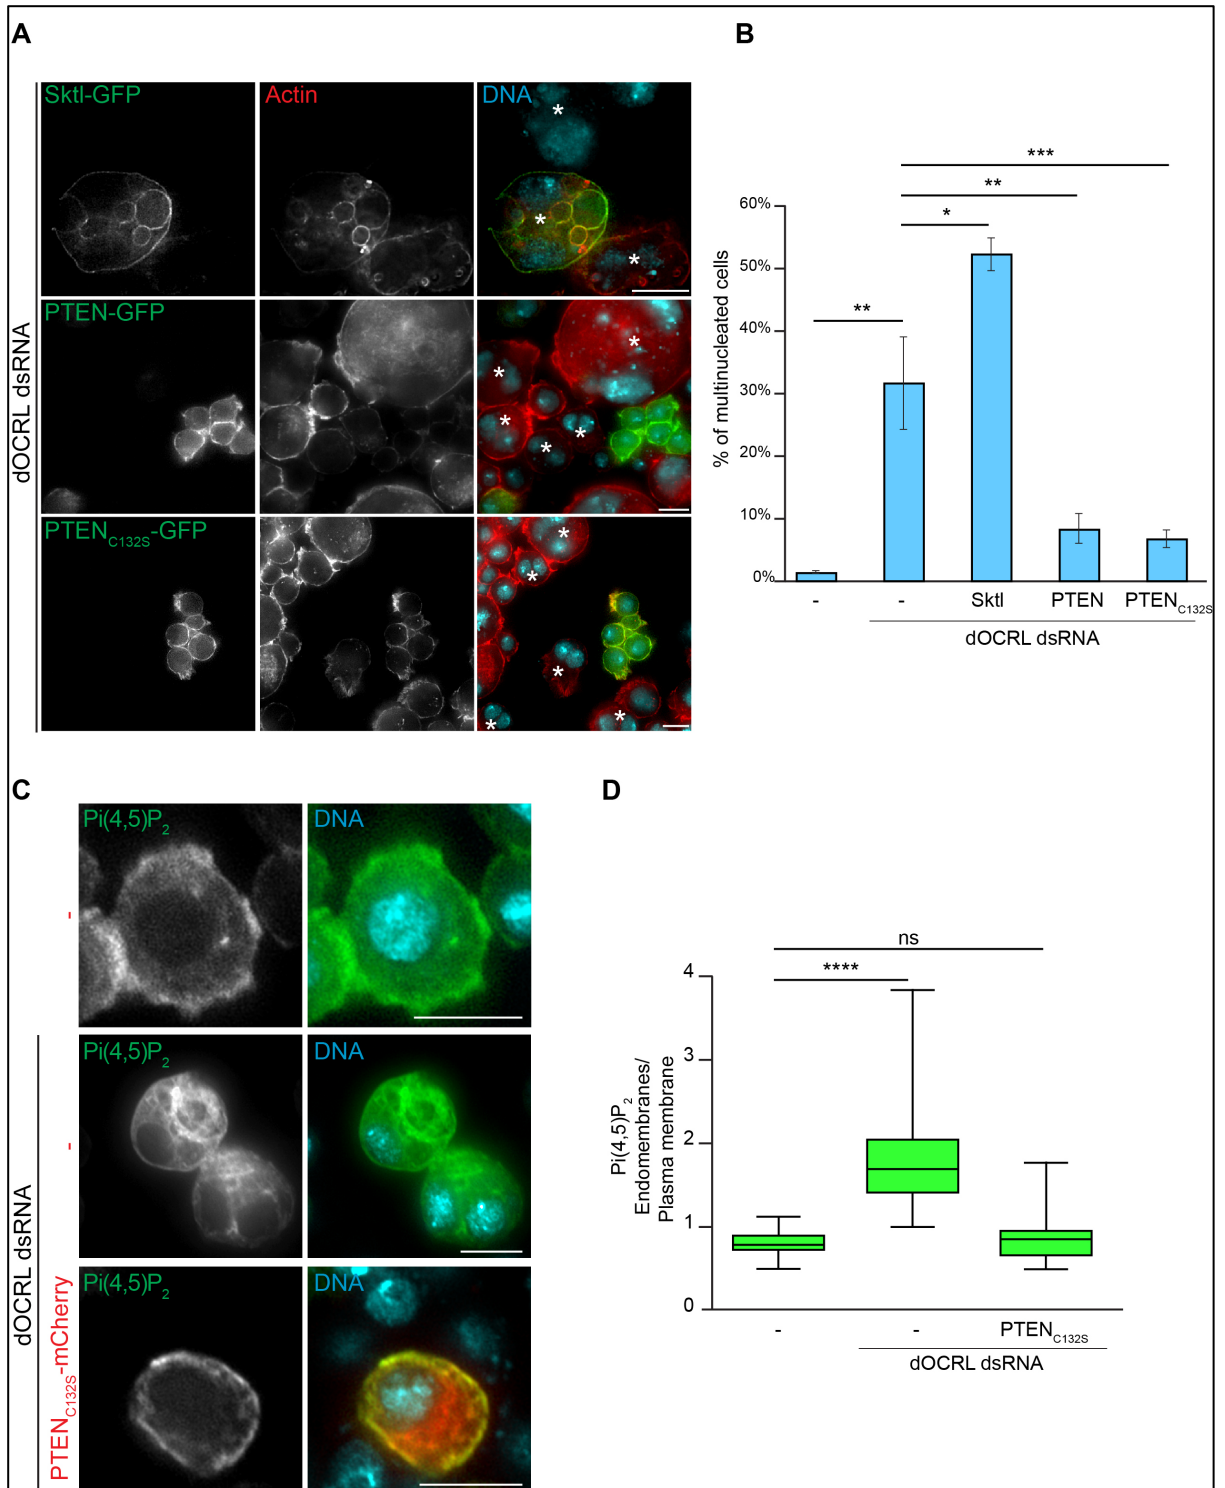 A
Sktl-GFP
Actin
DNA
*
*
*
PTEN-GFP
*
*
*
*
*
PTENC132S-GFP
*
*
*
*
*
dOCRL dsRNA
B
***
**
*
**
60%
50%
40%
30%
20%
10%
0%
% of multinucleated cells
-
-
Sktl
PTEN
PTENC132S
dOCRL dsRNA
C
Pi(4,5)P2
DNA
-
Pi(4,5)P2
DNA
-
Pi(4,5)P2
DNA
PTENC132S-mCherry
dOCRL dsRNA
D
ns
****
4
3
2
1
0
Pi(4,5)P2
Endomembranes/
Plasma membrane
-
-
PTENC132S
dOCRL dsRNA